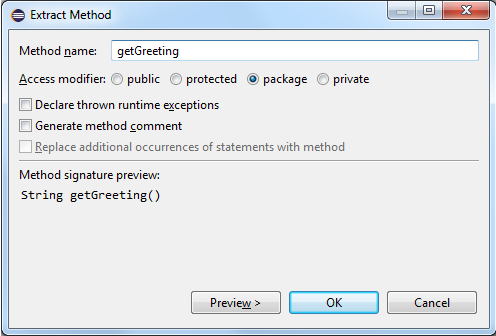 Extract Method
Method name: getGreeting
Access modifier: public protected package private
Declare thrown runtime exceptions
Generate method comment
Replace additional occurrences of statements with method
Method signature preview:
String getGreeting()
Preview > OK Cancel